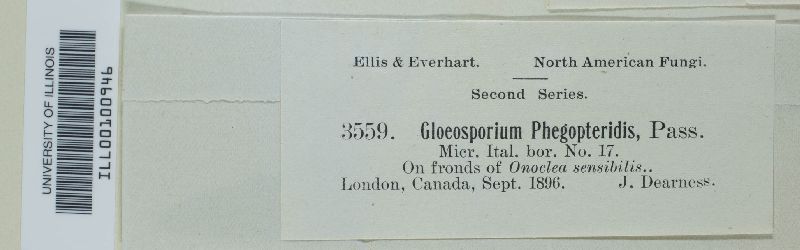 UNIVERSITY OF ILLINOIS
ILL00100946
Ellis & Everhart. North American Fungi.
Second Series.
3559. Gloeosporium Phegopteridis, Pass.
Micr. Ital. bor. No. 17.
On fronds of Onoclea sensibilis..
London, Canada, Sept. 1896. J. Dearness.